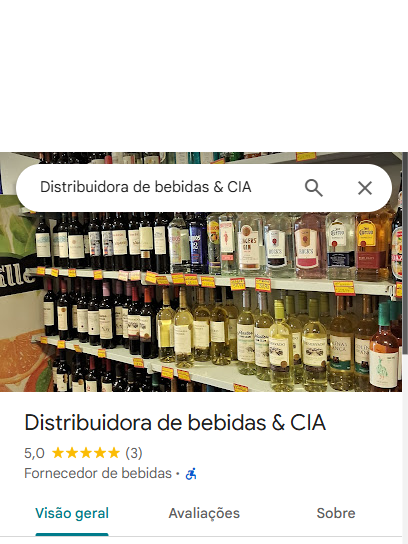 Distribuidora de bebidas & CIA
Distribuidora de bebidas & CIA
5,0 (3)
Fornecedor de bebidas ·
Visão geral
Avaliações
Sobre